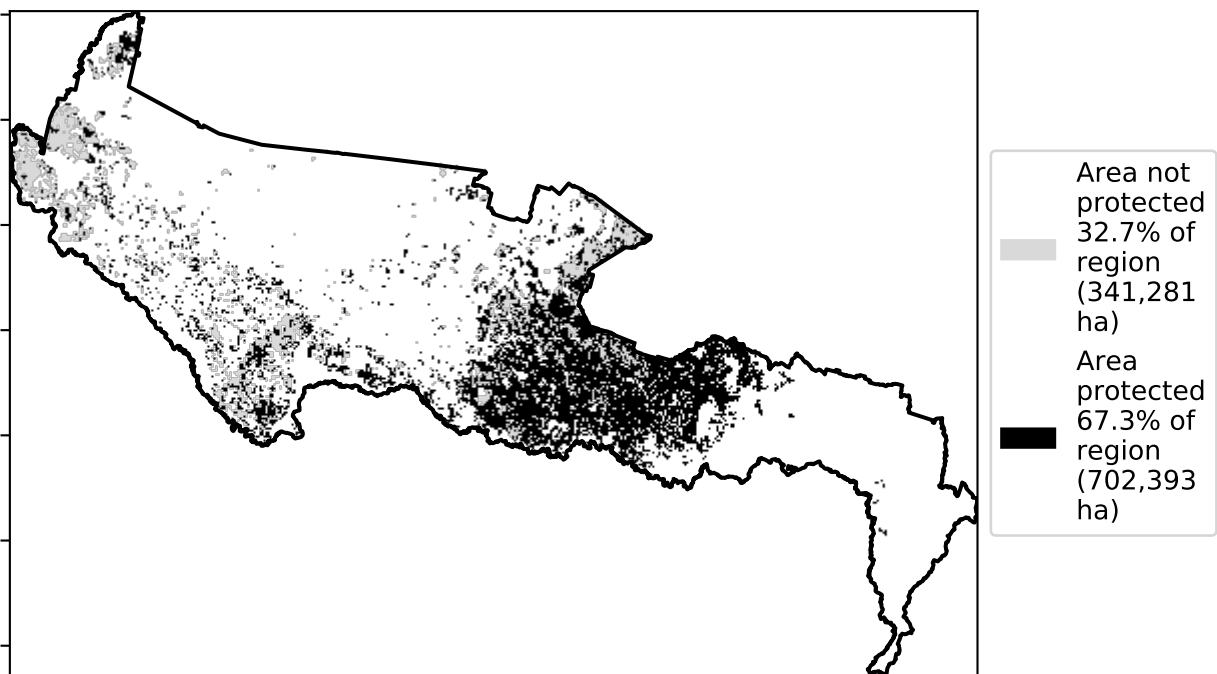 Area not
protected
32.7% of
region
(341,281
ha)
Area
protected
67.3% of
region
(702,393
ha)